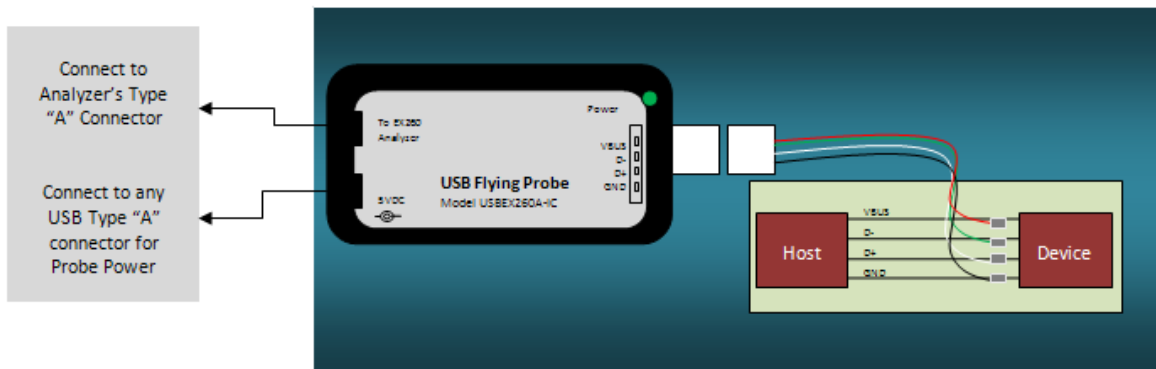 Connect to
Analyzer's Type
“A” Connector
Connect to any
USB Type “A”
connector for
Probe Power
To EX260
Analyzer
Power
VBUS
D-
D+
GND
USB Flying Probe
Model USBEX260A-IC
5VDC
Host
VBUS
D-
D+
GND
Device